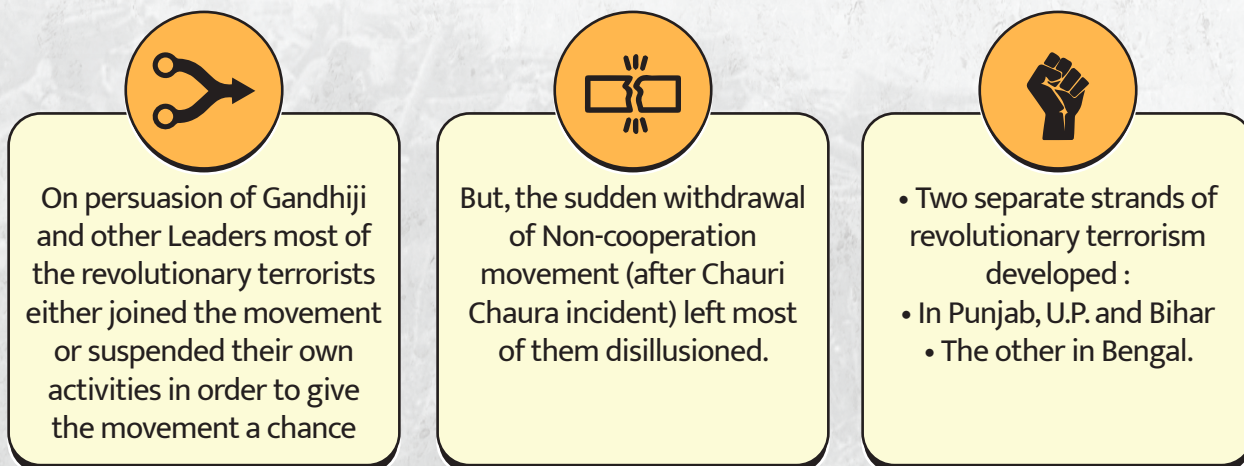 On persuasion of Gandhiji
and other Leaders most of
the revolutionary terrorists
either joined the movement
or suspended their own
activities in order to give
the movement a chance
But, the sudden withdrawal
of Non-cooperation
movement (after Chauri
Chaura incident) left most
of them disillusioned.
• Two separate strands of
revolutionary terrorism
developed :
• In Punjab, U.P. and Bihar
• The other in Bengal.